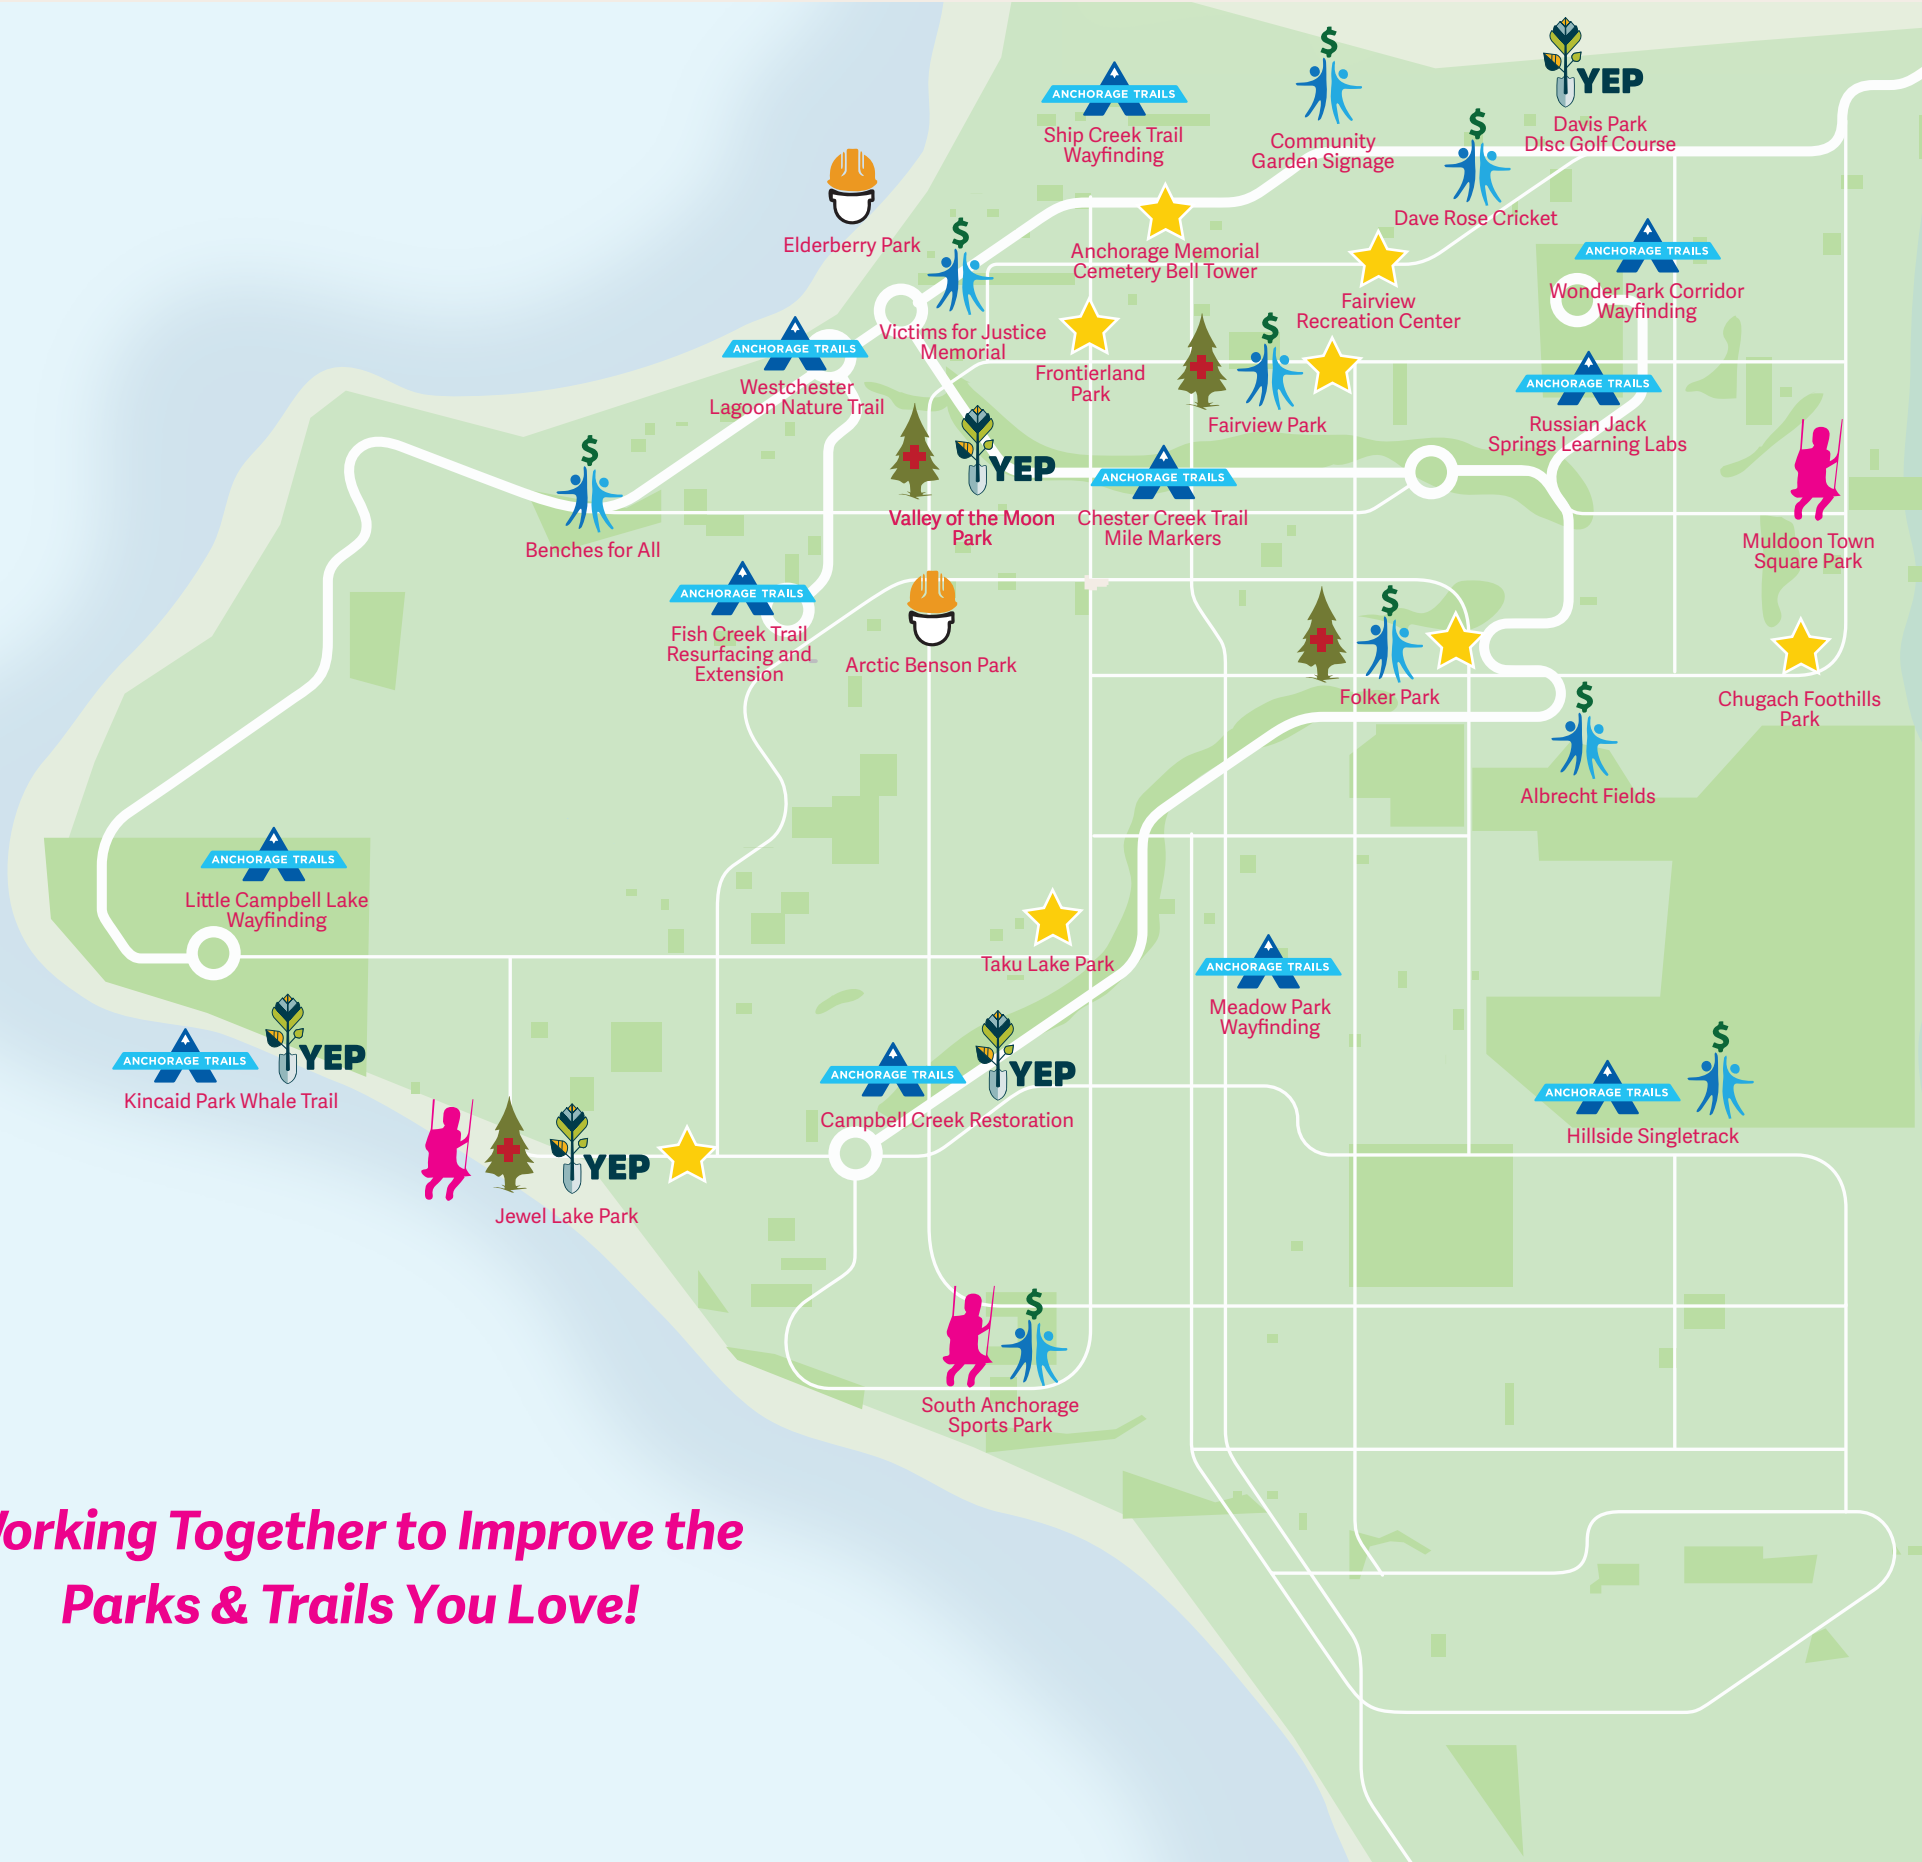 $
YEP
ANCHORAGE TRAILS
Ship Creek Trail
Wayfinding
Community
Garden Signage
Davis Park
DIsc Golf Course
$
Dave Rose Cricket
Elderberry Park
$
Anchorage Memorial
Cemetery Bell Tower
ANCHORAGE TRAILS
Wonder Park Corridor
Wayfinding
Fairview
Recreation Center
Victims for Justice
Memorial
ANCHORAGE TRAILS
Westchester
Lagoon Nature Trail
Frontierland
Park
$
Fairview Park
ANCHORAGE TRAILS
Russian Jack
Springs Learning Labs
$
Benches for All
YEP
Valley of the Moon
Park
ANCHORAGE TRAILS
Chester Creek Trail
Mile Markers
Muldoon Town
Square Park
ANCHORAGE TRAILS
Fish Creek Trail
Resurfacing and
Extension
Arctic Benson Park
$
Folker Park
Chugach Foothills
Park
$
Albrecht Fields
ANCHORAGE TRAILS
Little Campbell Lake
Wayfinding
Taku Lake Park
ANCHORAGE TRAILS
Meadow Park
Wayfinding
ANCHORAGE TRAILS
YEP
Kincaid Park Whale Trail
ANCHORAGE TRAILS
YEP
Campbell Creek Restoration
$
ANCHORAGE TRAILS
Hillside Singletrack
YEP
Jewel Lake Park
$
South Anchorage
Sports Park
orking Together to Improve the
Parks & Trails You Love!